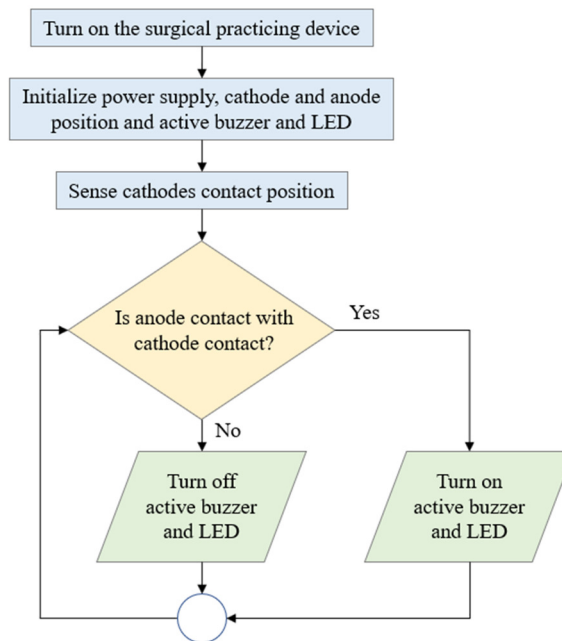 Turn on the surgical practicing device
Initialize power supply, cathode and anode
position and active buzzer and LED
Sense cathodes contact position
Is anode contact with
cathode contact?
Yes
No
Turn off
active buzzer
and LED
Turn on
active buzzer
and LED